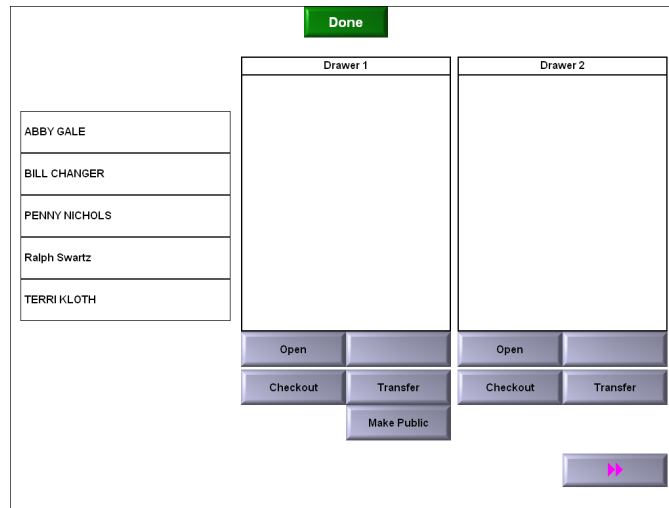 Done
Drawer 1
Drawer 2
ABBY GALE
BILL CHANGER
PENNY NICHOLS
Ralph Swartz
TERRI KLOTH
Open
Open
Checkout
Transfer
Checkout
Transfer
Make Public